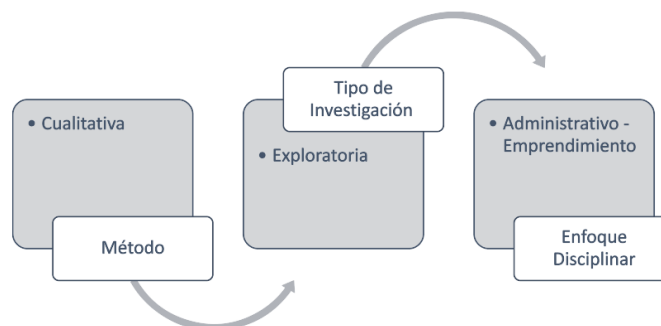 • Cualitativa
Método
Tipo de
Investigación
• Exploratoria
• Administrativo -
Emprendimiento
Enfoque
Disciplinar